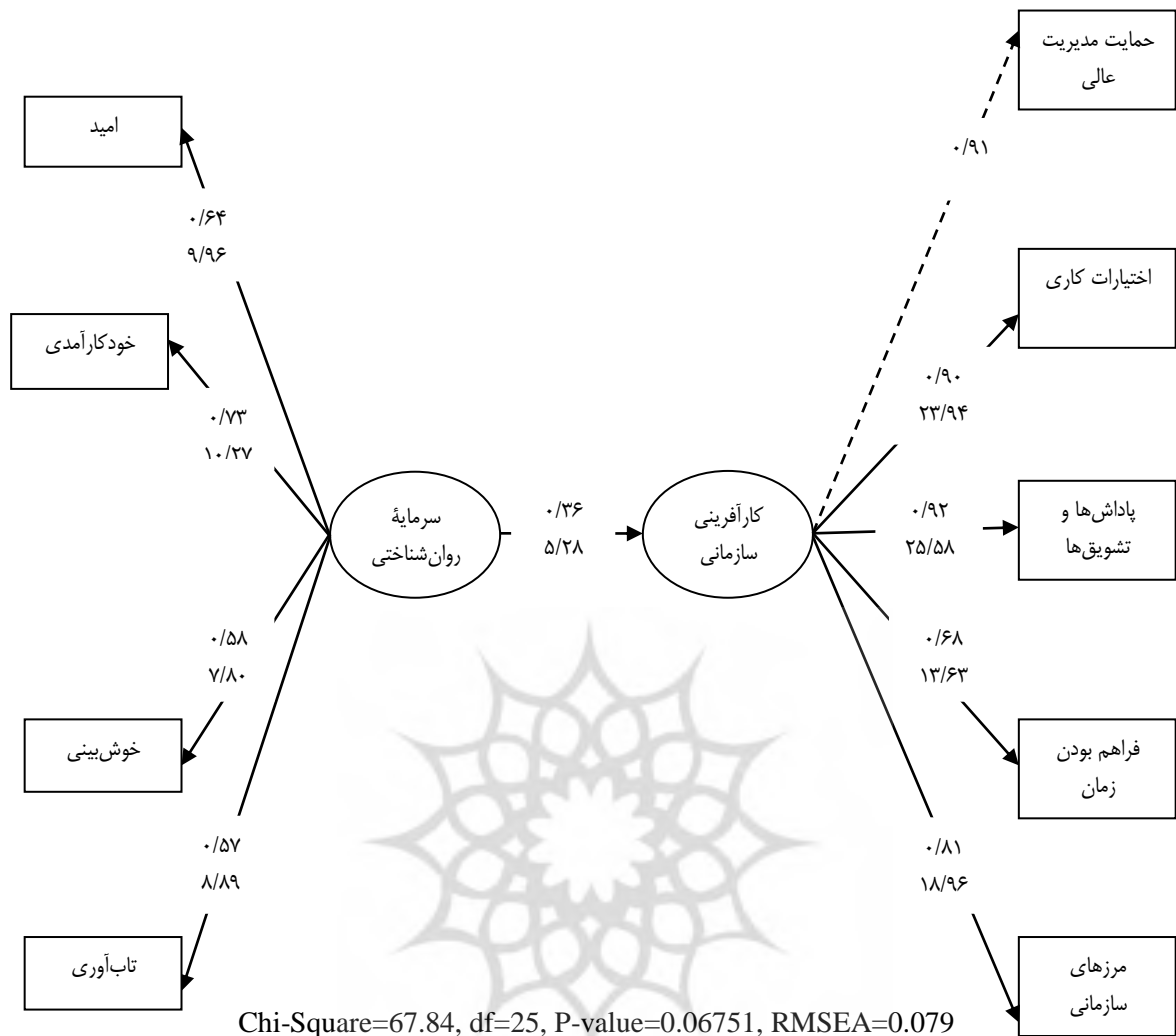 حمایت مدیریت
عالی
امید
۰/۹۱
۰/۶۴
۹/۹۶
اختیارات کاری
خودکارآمدی
۰/۹۰
۲۳/۹۴
۰/۷۳
۱۰/۲۷
سرمایهٔ
روان‌شناختی
۰/۳۶
۵/۲۸
کارآفرینی
سازمانی
۰/۹۲
۲۵/۵۸
پاداش‌ها و
تشویق‌ها
۰/۵۸
۷/۸۰
۰/۶۸
۱۳/۶۳
خوش‌بینی
فراهم بودن
زمان
۰/۵۷
۸/۸۹
۰/۸۱
۱۸/۹۶
تاب‌آوری
مرزهای
سازمانی
Chi-Square=67.84, df=25, P-value=0.06751, RMSEA=0.079